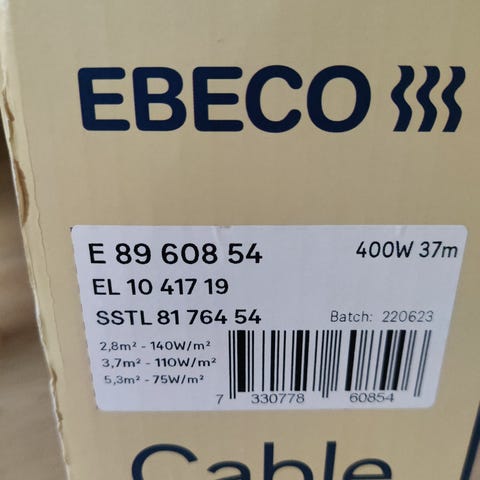 EBECO
E 89 608 54
400W 37m
EL 10 417 19
SSTL 81 764 54
Batch: 220623
2,8m² - 140W/m²
3,7m² - 110W/m²
5,3m² - 75W/m²
7 330778 60854
Cable